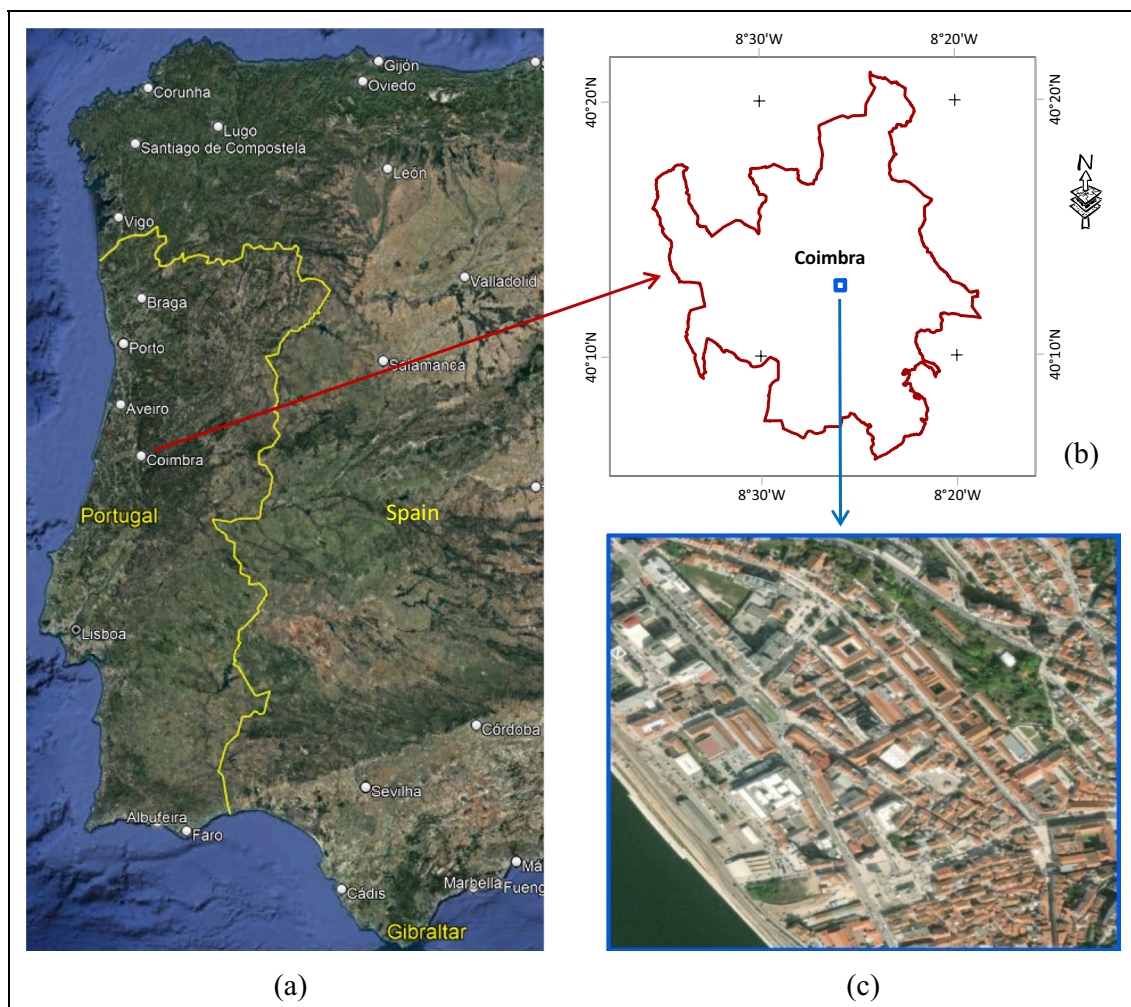 Gijón
Oviedo
Corunha
Lugo
Santiago de Compostela
León
Vigo
Valladolid
Braga
Porto
Salamanca
Aveiro
Coimbra
Portugal
Spain
Lisboa
Córdoba
Sevilha
Albufeira
Faro
Má
Marbella
Fueng
Cádis
Gibraltar
(a)
8°30'W
8°20'W
40°20'N
40°20'N
N
Coimbra
40°10'N
40°10'N
(b)
8°30'W
8°20'W
(c)